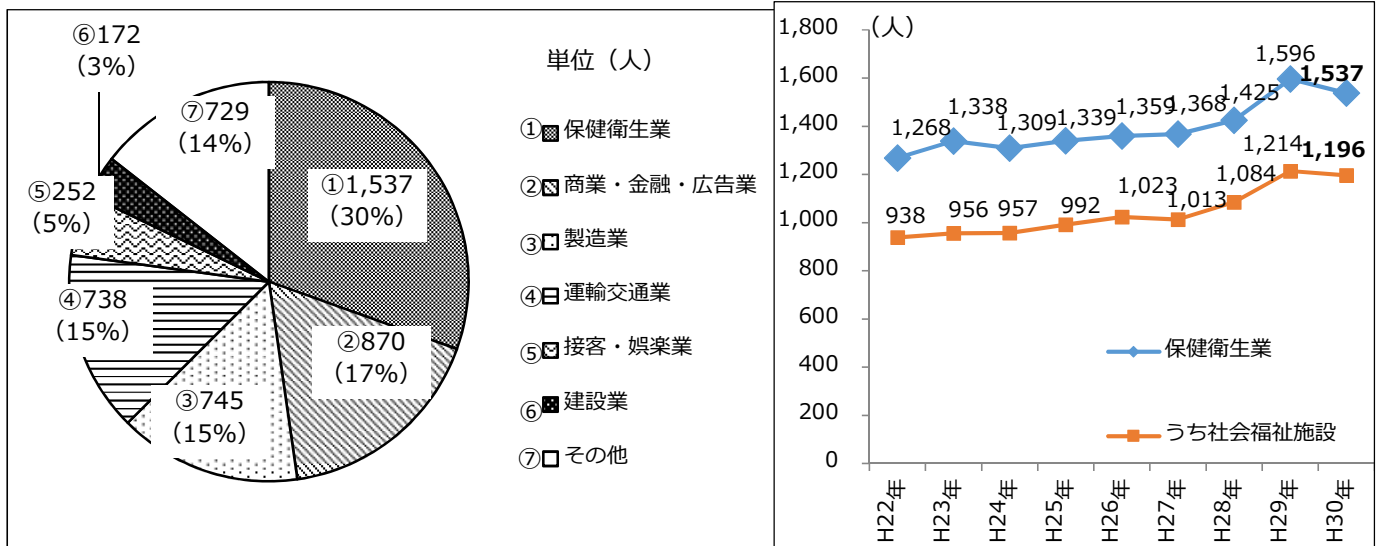 ⑥172
(3%)
⑦729
(14%)
⑤252
(5%)
④738
(15%)
③745
(15%)
②870
(17%)
①1,537
(30%)
単位（人）
①保健衛生業
②商業・金融・広告業
③製造業
④運輸交通業
⑤接客・娯楽業
⑥建設業
⑦その他
(人)
1,800
1,600
1,400
1,200
1,000
800
600
400
200
0
1,268
1,338
1,309
1,339
1,359
1,368
1,425
1,596
1,537
938
956
957
992
1,023
1,013
1,084
1,214
1,196
保健衛生業
うち社会福祉施設
H22年
H23年
H24年
H25年
H26年
H27年
H28年
H29年
H30年